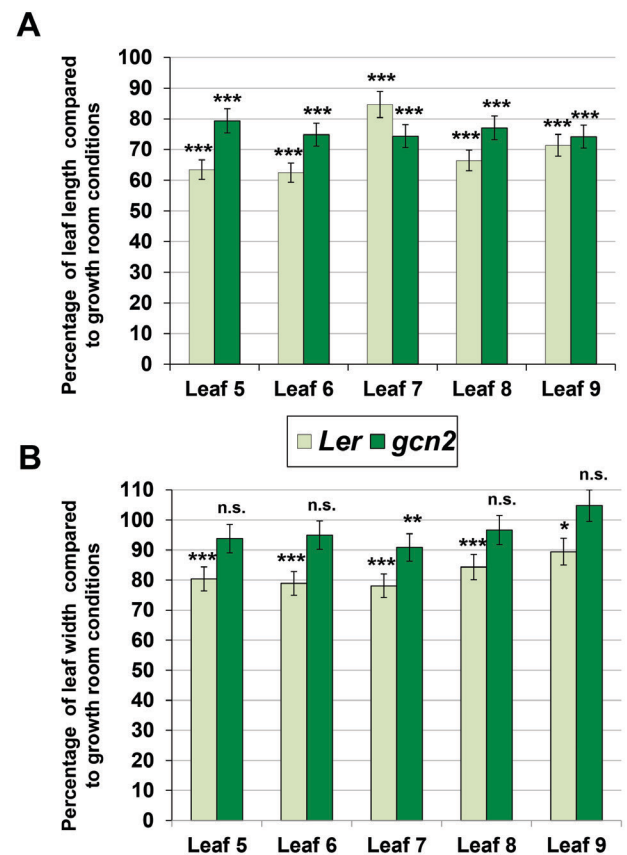 A
Percentage of leaf length compared
to growth room conditions
100
90
80
70
60
50
40
30
20
10
0
*** *** *** *** *** *** *** *** *** ***
Leaf 5 Leaf 6 Leaf 7 Leaf 8 Leaf 9
Ler gcn2
B
Percentage of leaf width compared
to growth room conditions
110
100
90
80
70
60
50
40
30
20
10
0
*** n.s. *** n.s. *** ** *** n.s. * n.s.
Leaf 5 Leaf 6 Leaf 7 Leaf 8 Leaf 9